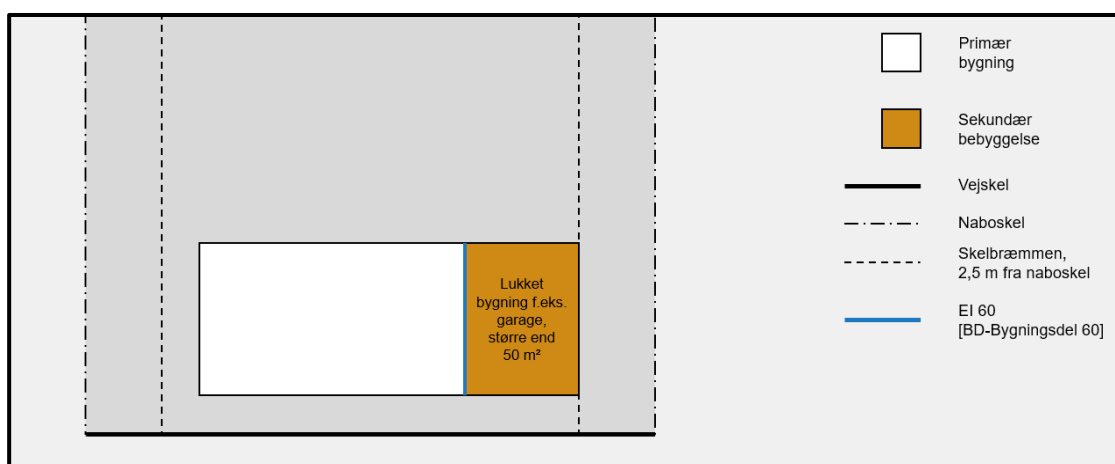 Lukket
bygning f.eks.
garage,
større end
50 m²
Primær
bygning
Sekundær
bebyggelse
Vejskel
Naboskel
Skelbræmmen,
2,5 m fra naboskel
EI 60
[BD-Bygningsdel 60]